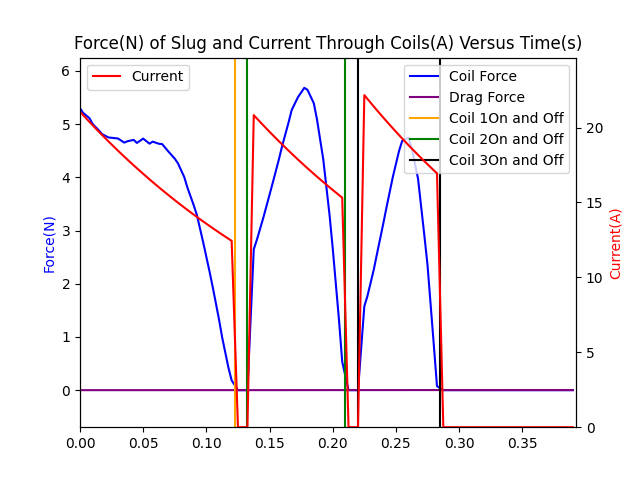 Force(N) of Slug and Current Through Coils(A) Versus Time(s)
Current
Coil Force
Drag Force
Coil 1On and Off
Coil 2On and Off
Coil 3On and Off
Force(N)
6
5
4
3
2
1
0
Current(A)
20
15
10
5
0
0.00 0.05 0.10 0.15 0.20 0.25 0.30 0.35